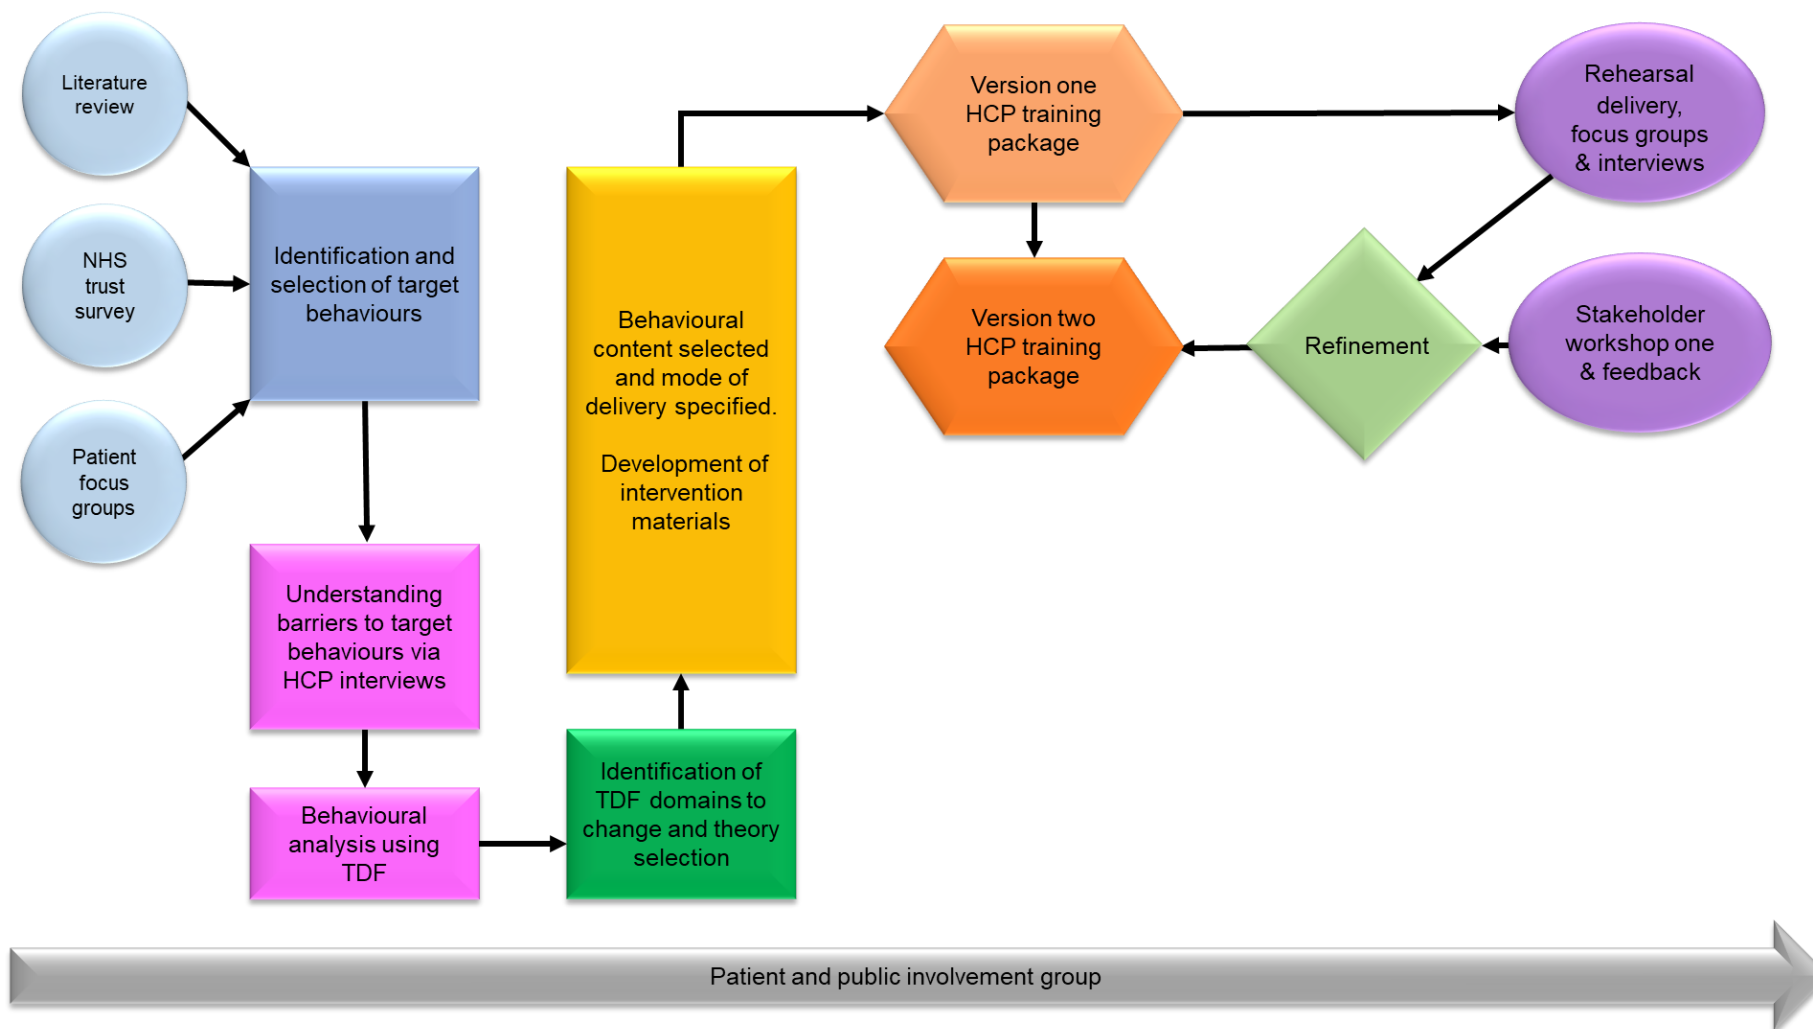 Literature
review
NHS
trust
survey
Patient
focus
groups
Identification and
selection of target
behaviours
Understanding
barriers to target
behaviours via
HCP interviews
Behavioural
analysis using
TDF
Identification of
TDF domains to
change and theory
selection
Behavioural
content selected
and mode of
delivery specified.
Development of
intervention
materials
Version one
HCP training
package
Rehearsal
delivery,
focus groups
& interviews
Stakeholder
workshop one
& feedback
Refinement
Version two
HCP training
package
Patient and public involvement group